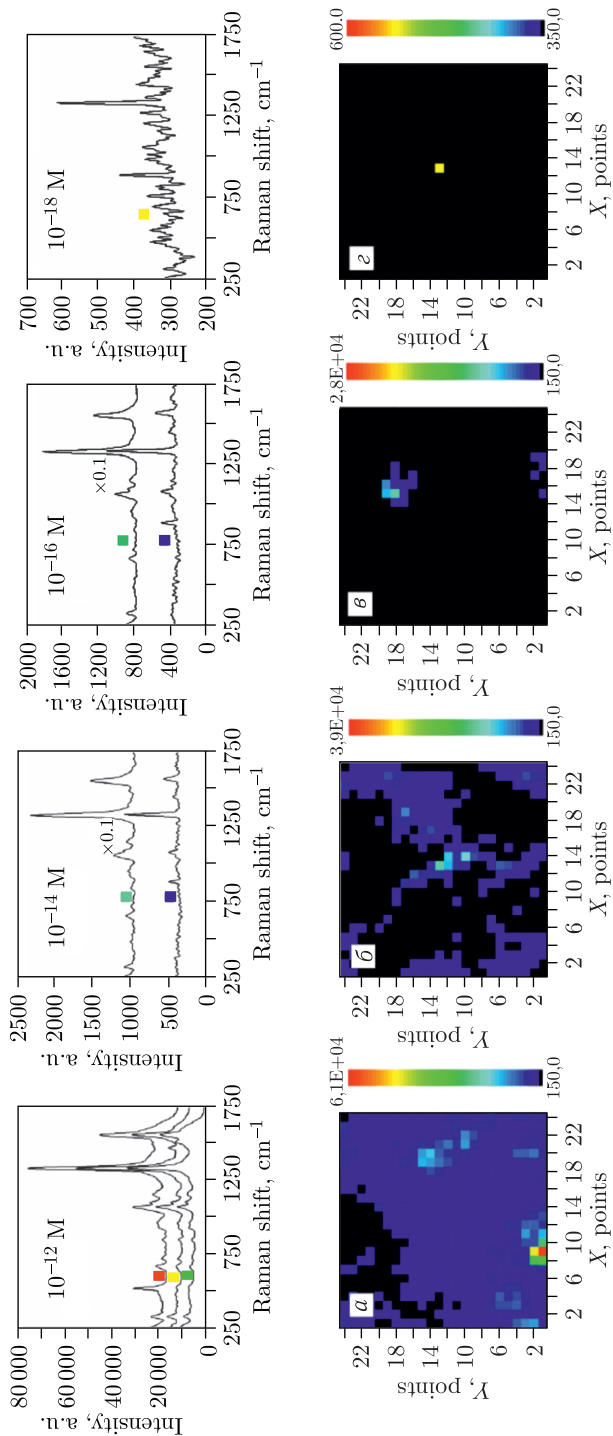 80 000
60 000
40 000
20 000
0
Intensity, a.u.
10⁻¹² M
250 750 1250 1750
Raman shift, cm⁻¹
2500
2000
1500
1000
500
0
Intensity, a.u.
10⁻¹⁴ M
×0.1
250 750 1250 1750
Raman shift, cm⁻¹
2000
1600
1200
800
400
0
Intensity, a.u.
10⁻¹⁶ M
×0.1
250 750 1250 1750
Raman shift, cm⁻¹
700
600
500
400
300
200
Intensity, a.u.
10⁻¹⁸ M
250 750 1250 1750
Raman shift, cm⁻¹
а
22
18
14
10
6
2
Y, points
2 6 10 14 18 22
X, points
6,1E+04
150,0
б
22
18
14
10
6
2
Y, points
2 6 10 14 18 22
X, points
3,9E+04
150,0
в
22
18
14
10
6
2
Y, points
2 6 10 14 18 22
X, points
2,8E+04
150,0
г
22
18
14
10
6
2
Y, points
2 6 10 14 18 22
X, points
600.0
350,0